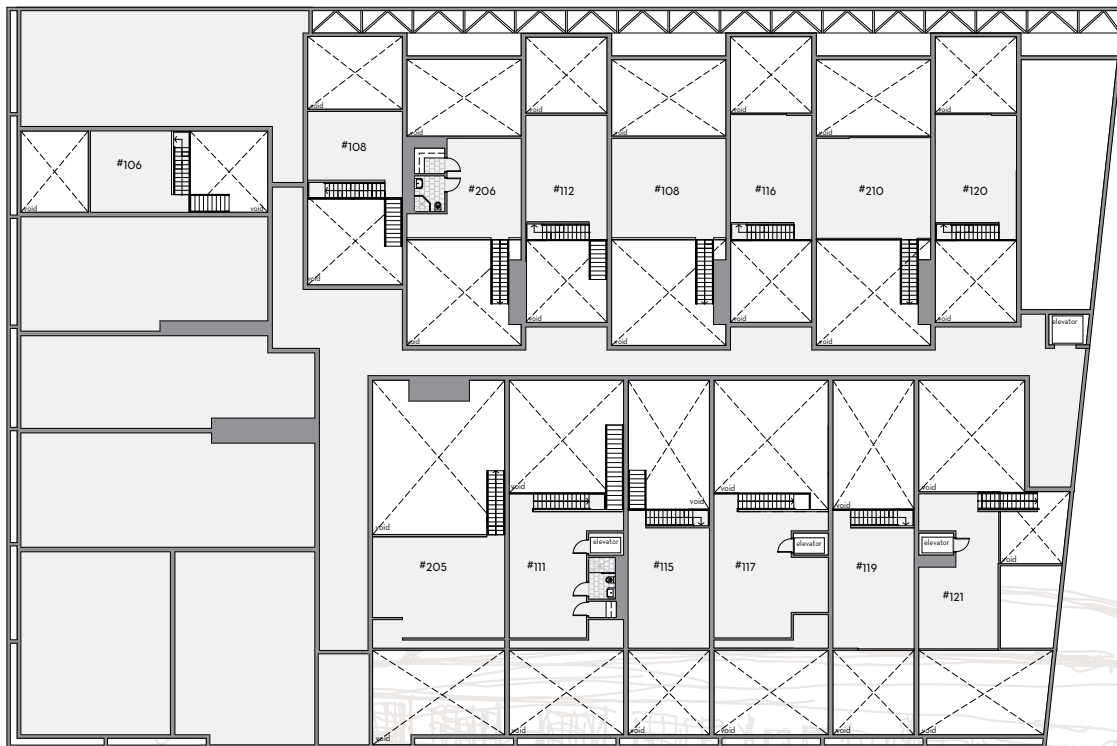 void
void
void
void
void
void
void
#106
#108
#206
#112
#108
#116
#210
#120
void
void
void
void
void
void
void
void
void
elevator
void
void
void
void
void
void
void
elevator
elevator
elevator
void
#205
#111
#115
#117
#119
#121
void
void
void
void
void
void